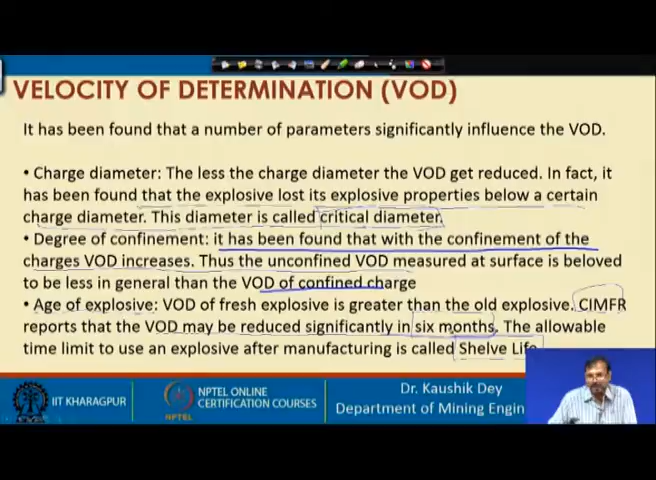 VELOCITY OF DETERMINATION (VOD)
It has been found that a number of parameters significantly influence the VOD.
• Charge diameter: The less the charge diameter the VOD get reduced. In fact, it
has been found that the explosive lost its explosive properties below a certain
charge diameter. This diameter is called critical diameter.
• Degree of confinement: it has been found that with the confinement of the
charges VOD increases. Thus the unconfined VOD measured at surface is beloved
to be less in general than the VOD of confined charge
• Age of explosive: VOD of fresh explosive is greater than the old explosive. CIMFR
reports that the VOD may be reduced significantly in six months. The allowable
time limit to use an explosive after manufacturing is called Shelve Life
IIT KHARAGPUR
NPTEL
NPTEL ONLINE
CERTIFICATION COURSES
Dr. Kaushik Dey
Department of Mining Engin